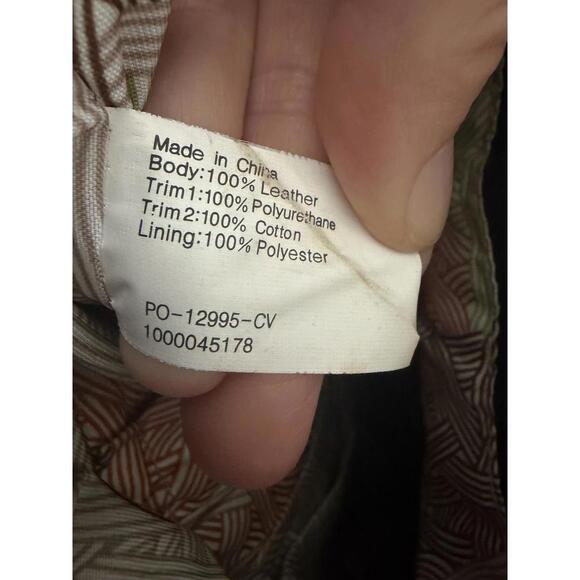 Made in China
Body:100% Leather
Trim1:100% Polyurethane
Trim2:100% Cotton
Lining:100% Polyester
PO-12995-CV
1000045178